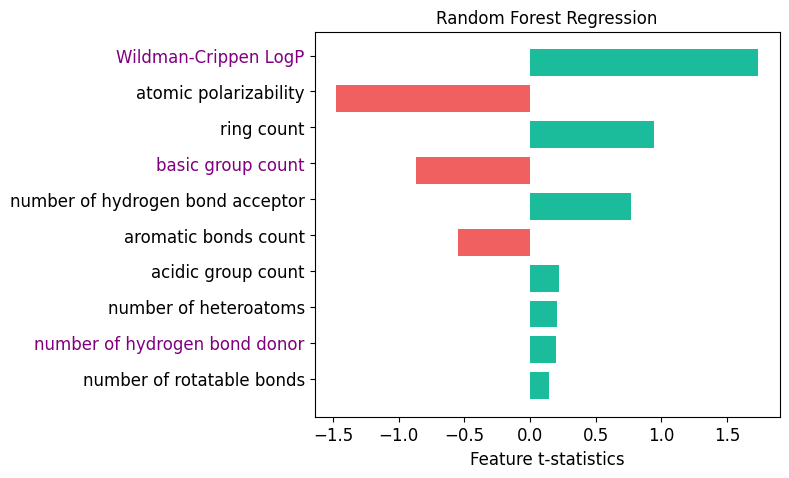 Random Forest Regression
Wildman-Crippen LogP
atomic polarizability
ring count
basic group count
number of hydrogen bond acceptor
aromatic bonds count
acidic group count
number of heteroatoms
number of hydrogen bond donor
number of rotatable bonds
−1.5 −1.0 −0.5 0.0 0.5 1.0 1.5
Feature t-statistics